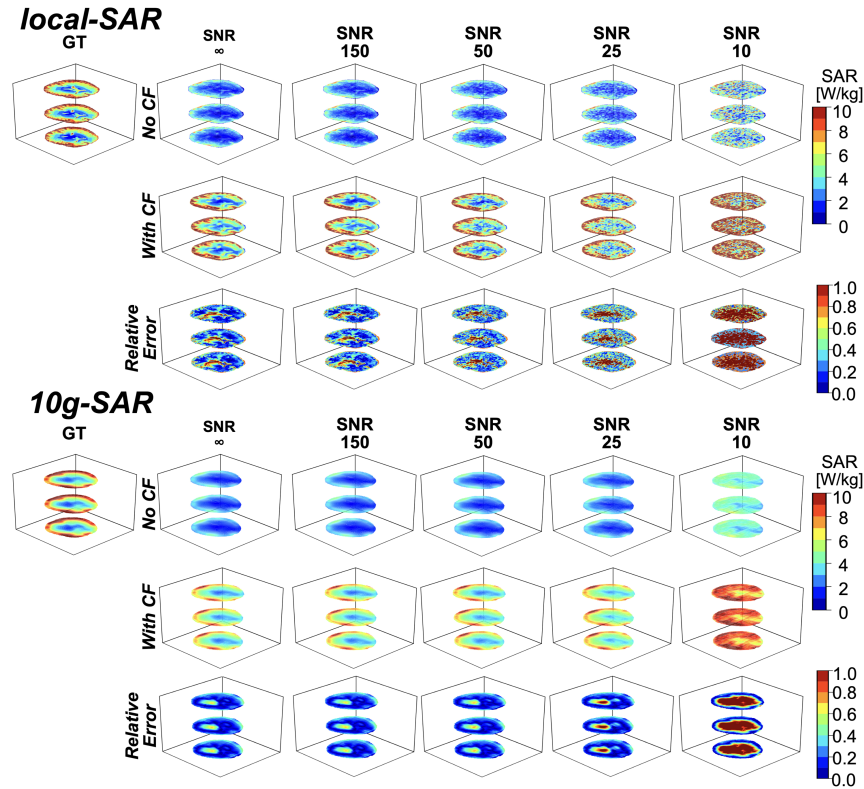 local-SAR
GT
SNR
∞
SNR
150
SNR
50
SNR
25
SNR
10
No CF
With CF
Relative
Error
SAR
[W/kg]
10
8
6
4
2
0
1.0
0.8
0.6
0.4
0.2
0.0
10g-SAR
GT
SNR
∞
SNR
150
SNR
50
SNR
25
SNR
10
No CF
With CF
Relative
Error
SAR
[W/kg]
10
8
6
4
2
0
1.0
0.8
0.6
0.4
0.2
0.0